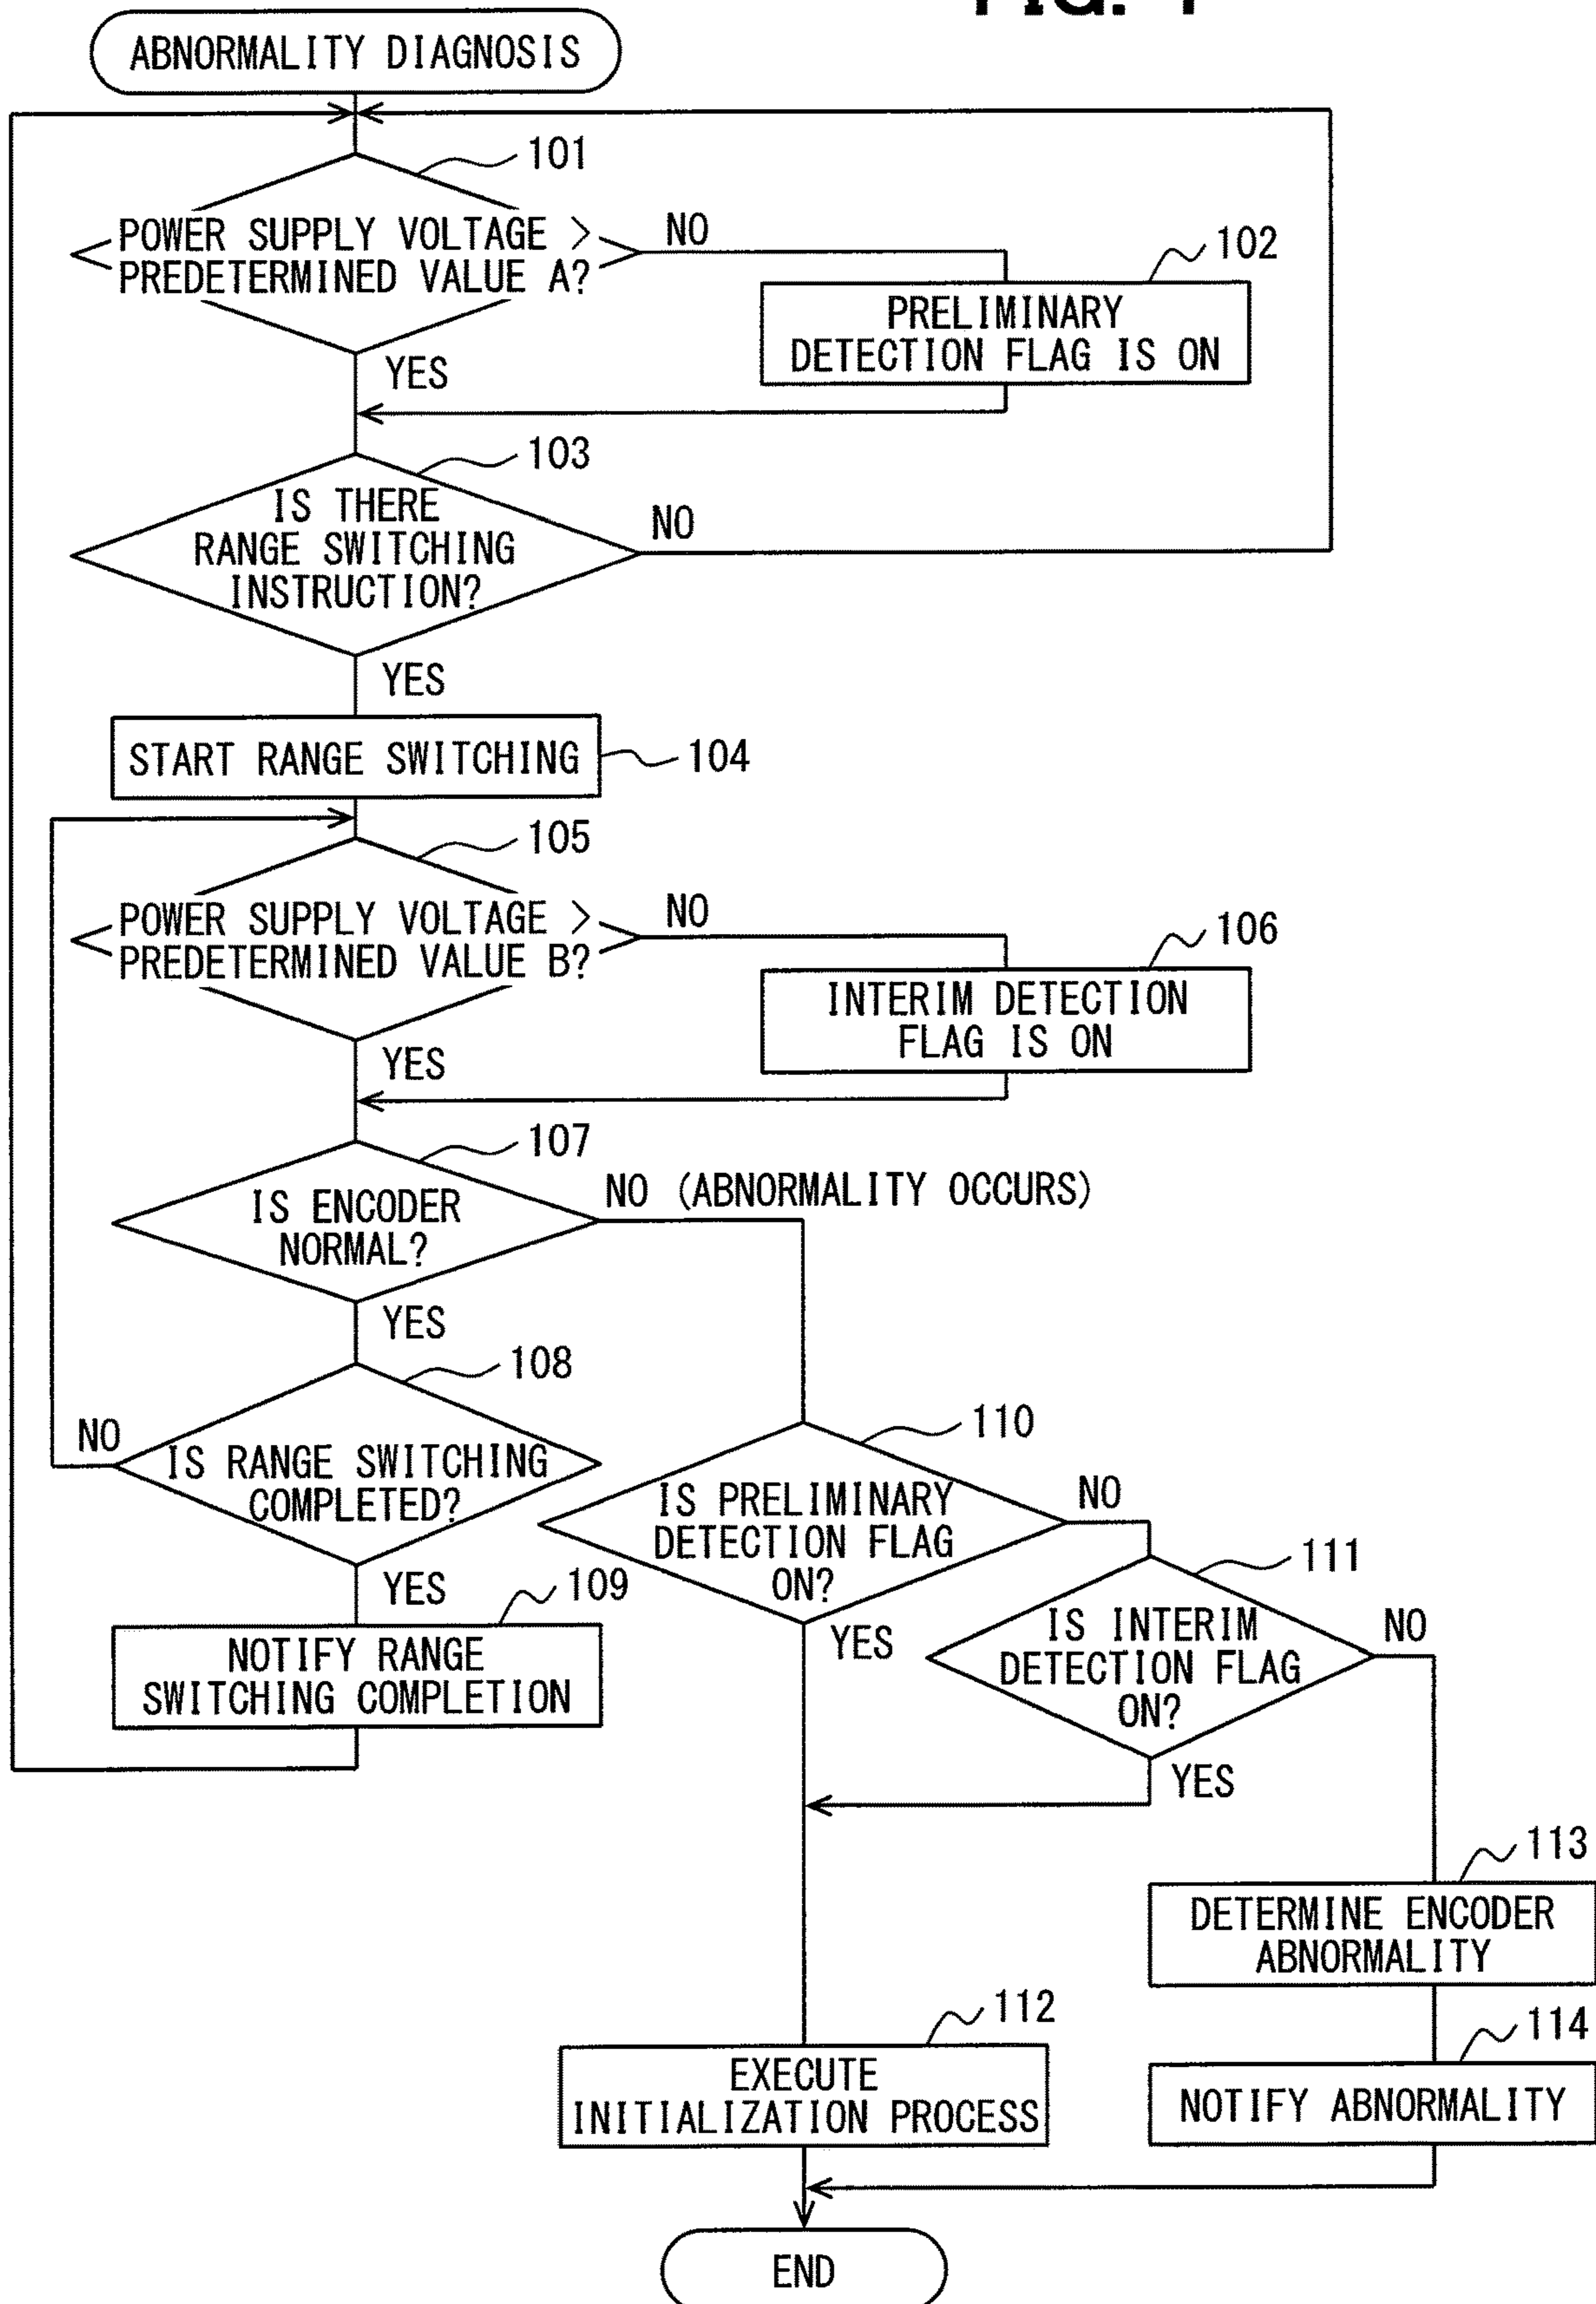 ABNORMALITY DIAGNOSIS
101
POWER SUPPLY VOLTAGE >
PREDETERMINED VALUE A?
NO
102
PRELIMINARY
DETECTION FLAG IS ON
YES
103
IS THERE
RANGE SWITCHING
INSTRUCTION?
NO
YES
START RANGE SWITCHING
104
105
POWER SUPPLY VOLTAGE >
PREDETERMINED VALUE B?
NO
106
INTERIM DETECTION
FLAG IS ON
YES
107
IS ENCODER
NORMAL?
NO (ABNORMALITY OCCURS)
YES
108
NO
IS RANGE SWITCHING
COMPLETED?
YES
109
NOTIFY RANGE
SWITCHING COMPLETION
110
IS PRELIMINARY
DETECTION FLAG
ON?
NO
YES
111
IS INTERIM
DETECTION FLAG
ON?
NO
YES
113
DETERMINE ENCODER
ABNORMALITY
112
EXECUTE
INITIALIZATION PROCESS
114
NOTIFY ABNORMALITY
END